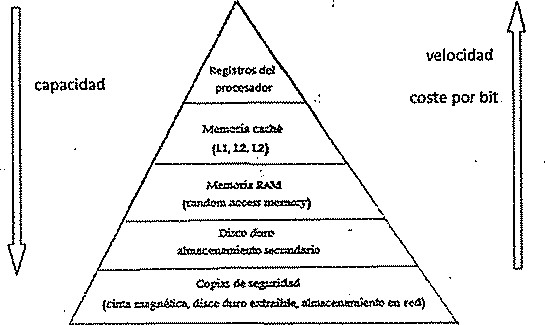 capacidad
velocidad
coste por bit
Registros del
procesador
Memoria caché
(L1, L2, L2)
Memoria RAM
(random access memory)
Disco duro
almacenamiento secundario
Copias de seguridad
(cinta magnética, disco duro extraíble, almacenamiento en red)